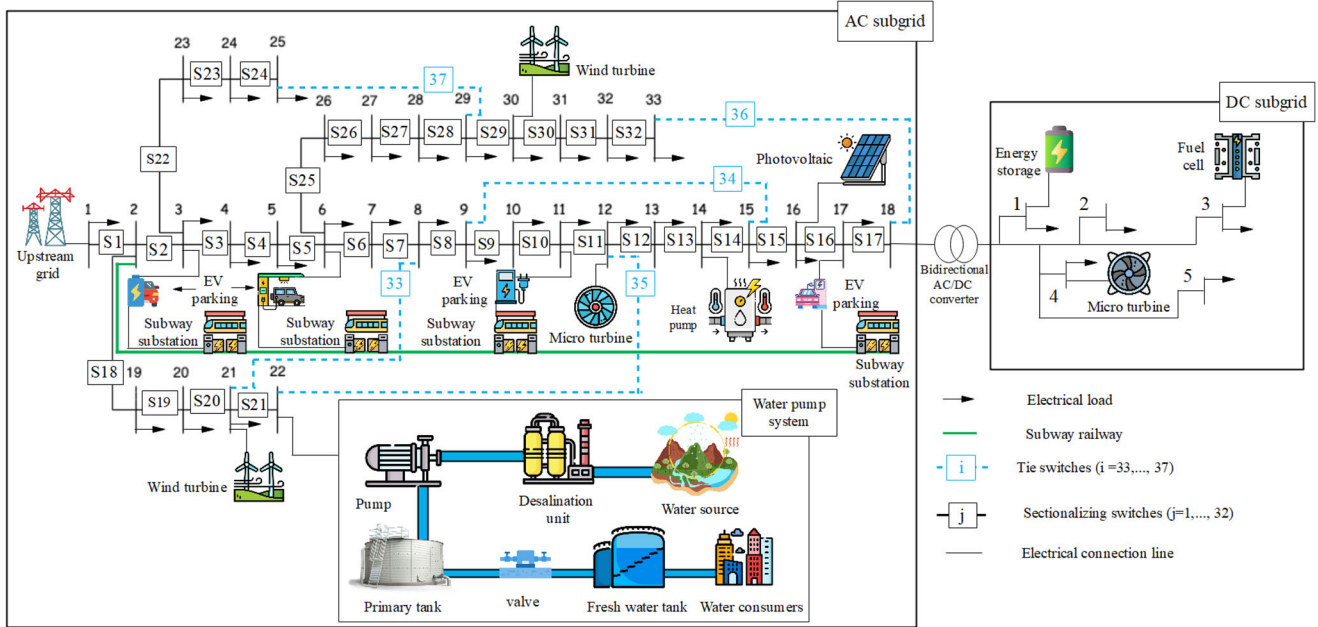 AC subgrid
23 24 25
S23 S24
37
Wind turbine
26 27 28 29 30 31 32 33
S26 S27 S28 S29 S30 S31 S32
36
DC subgrid
S22
S25
Photovoltaic
34
Energy
storage
Fuel
cell
1 2 3 4 5 6 7 8 9 10 11 12 13 14 15 16 17 18
S1 S2 S3 S4 S5 S6 S7 S8 S9 S10 S11 S12 S13 S14 S15 S16 S17
1 2 3
Upstream
grid
Bidirectional
AC/DC
converter
4 5
Micro turbine
EV
parking
33
EV
parking
35
EV
parking
Heat
pump
Micro turbine
Subway
substation
Subway
substation
Subway
substation
Subway
substation
S18
19 20 21 22
S19 S20 S21
Wind turbine
Water pump
system
Pump
Desalination
unit
Water source
Primary tank
valve
Fresh water tank
Water consumers
Electrical load
Subway railway
i
Tie switches (i =33,..., 37)
j
Sectionalizing switches (j=1,..., 32)
Electrical connection line